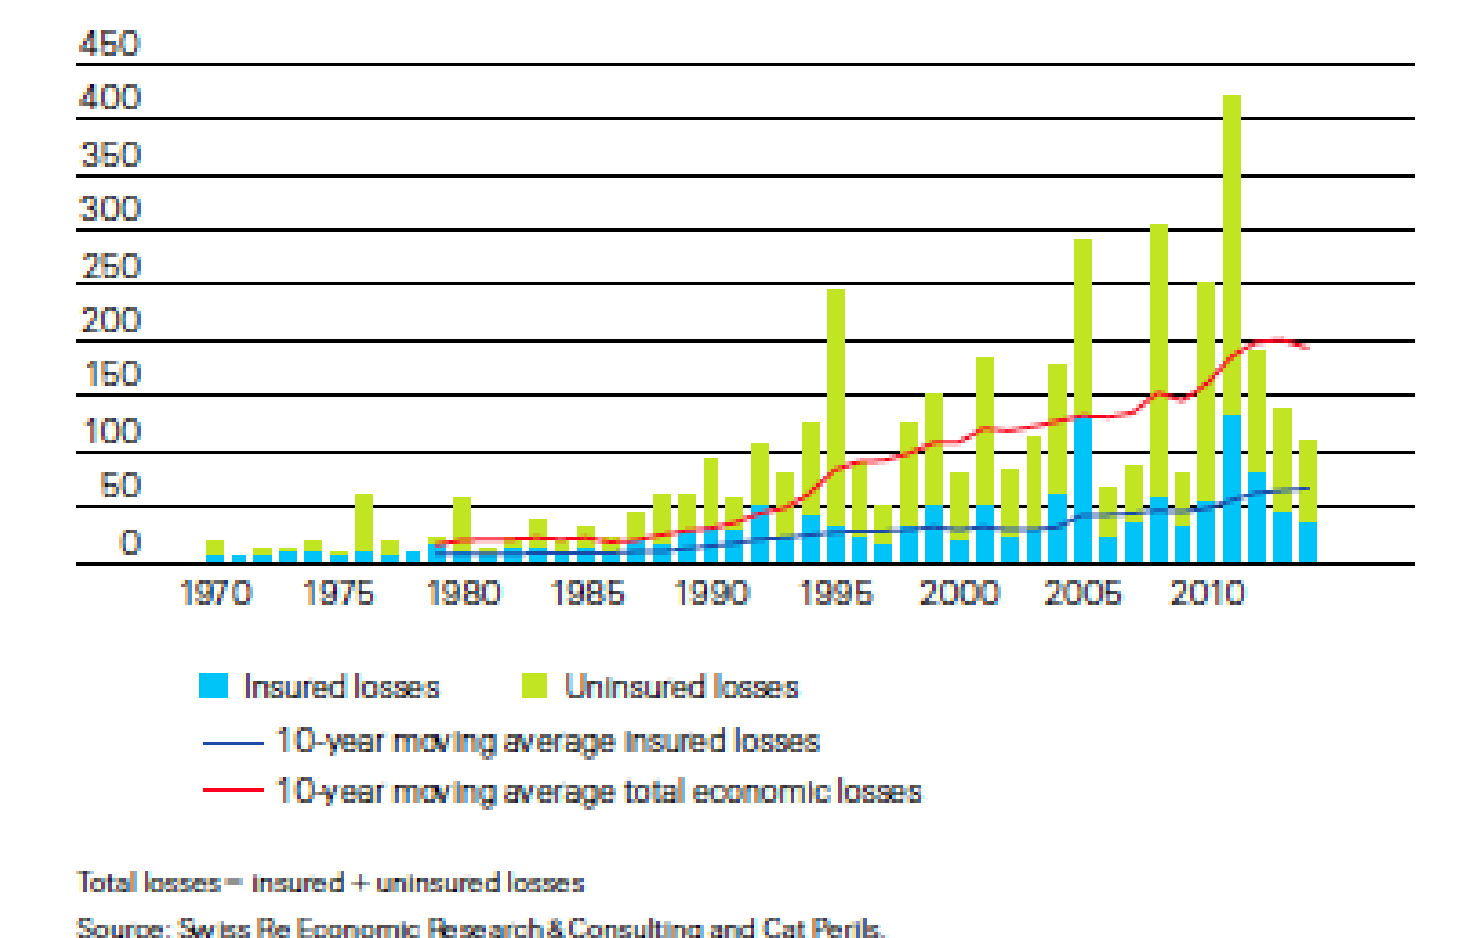 450
400
350
300
250
200
150
100
50
0
1970 1975 1980 1985 1990 1995 2000 2005 2010
Insured losses Uninsured losses
10-year moving average insured losses
10-year moving average total economic losses
Total losses = insured + uninsured losses
Source: Swiss Re Economic Research & Consulting and Cat Perils.